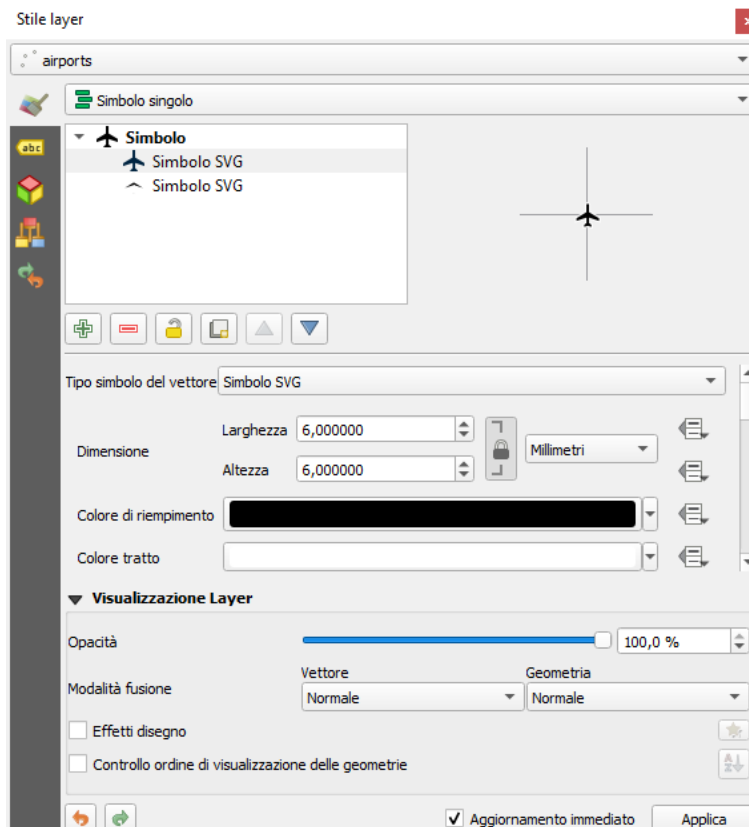 Stile layer
airports
Simbolo singolo
abc
Simbolo
Simbolo SVG
Simbolo SVG
Tipo simbolo del vettore Simbolo SVG
Dimensione
Larghezza 6,000000
Millimetri
Altezza 6,000000
Colore di riempimento
Colore tratto
Visualizzazione Layer
Opacità 100,0 %
Modalità fusione
Vettore Geometria
Normale Normale
Effetti disegno
Controllo ordine di visualizzazione delle geometrie
Aggiornamento immediato Applica